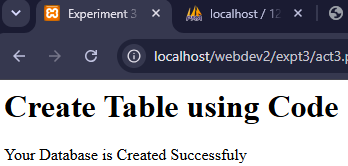 Experiment 3
localhost / 12
localhost/webdev2/expt3/act3.p
Create Table using Code
Your Database is Created Successfuly